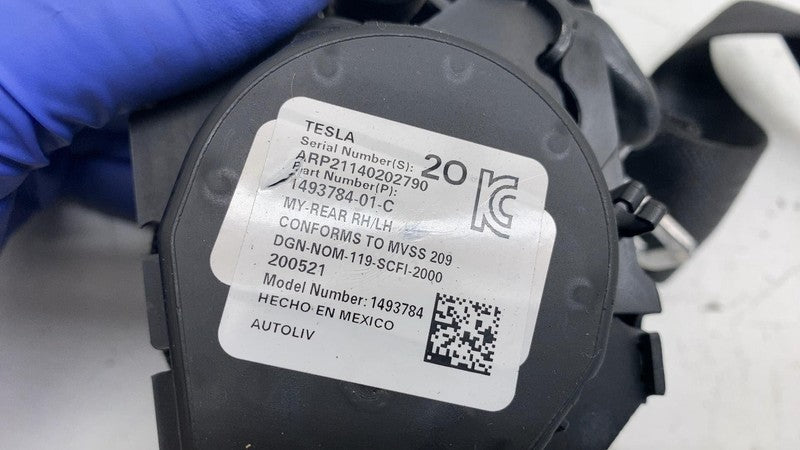 TESLA
Serial Number(S):
ARP21140202790
20
Part Number(P):
1493784-01-C
MY-REAR RH/LH
CONFORMS TO MVSS 209
DGN-NOM-119-SCFI-2000
200521
Model Number: 1493784
HECHO EN MEXICO
AUTOLIV
KC